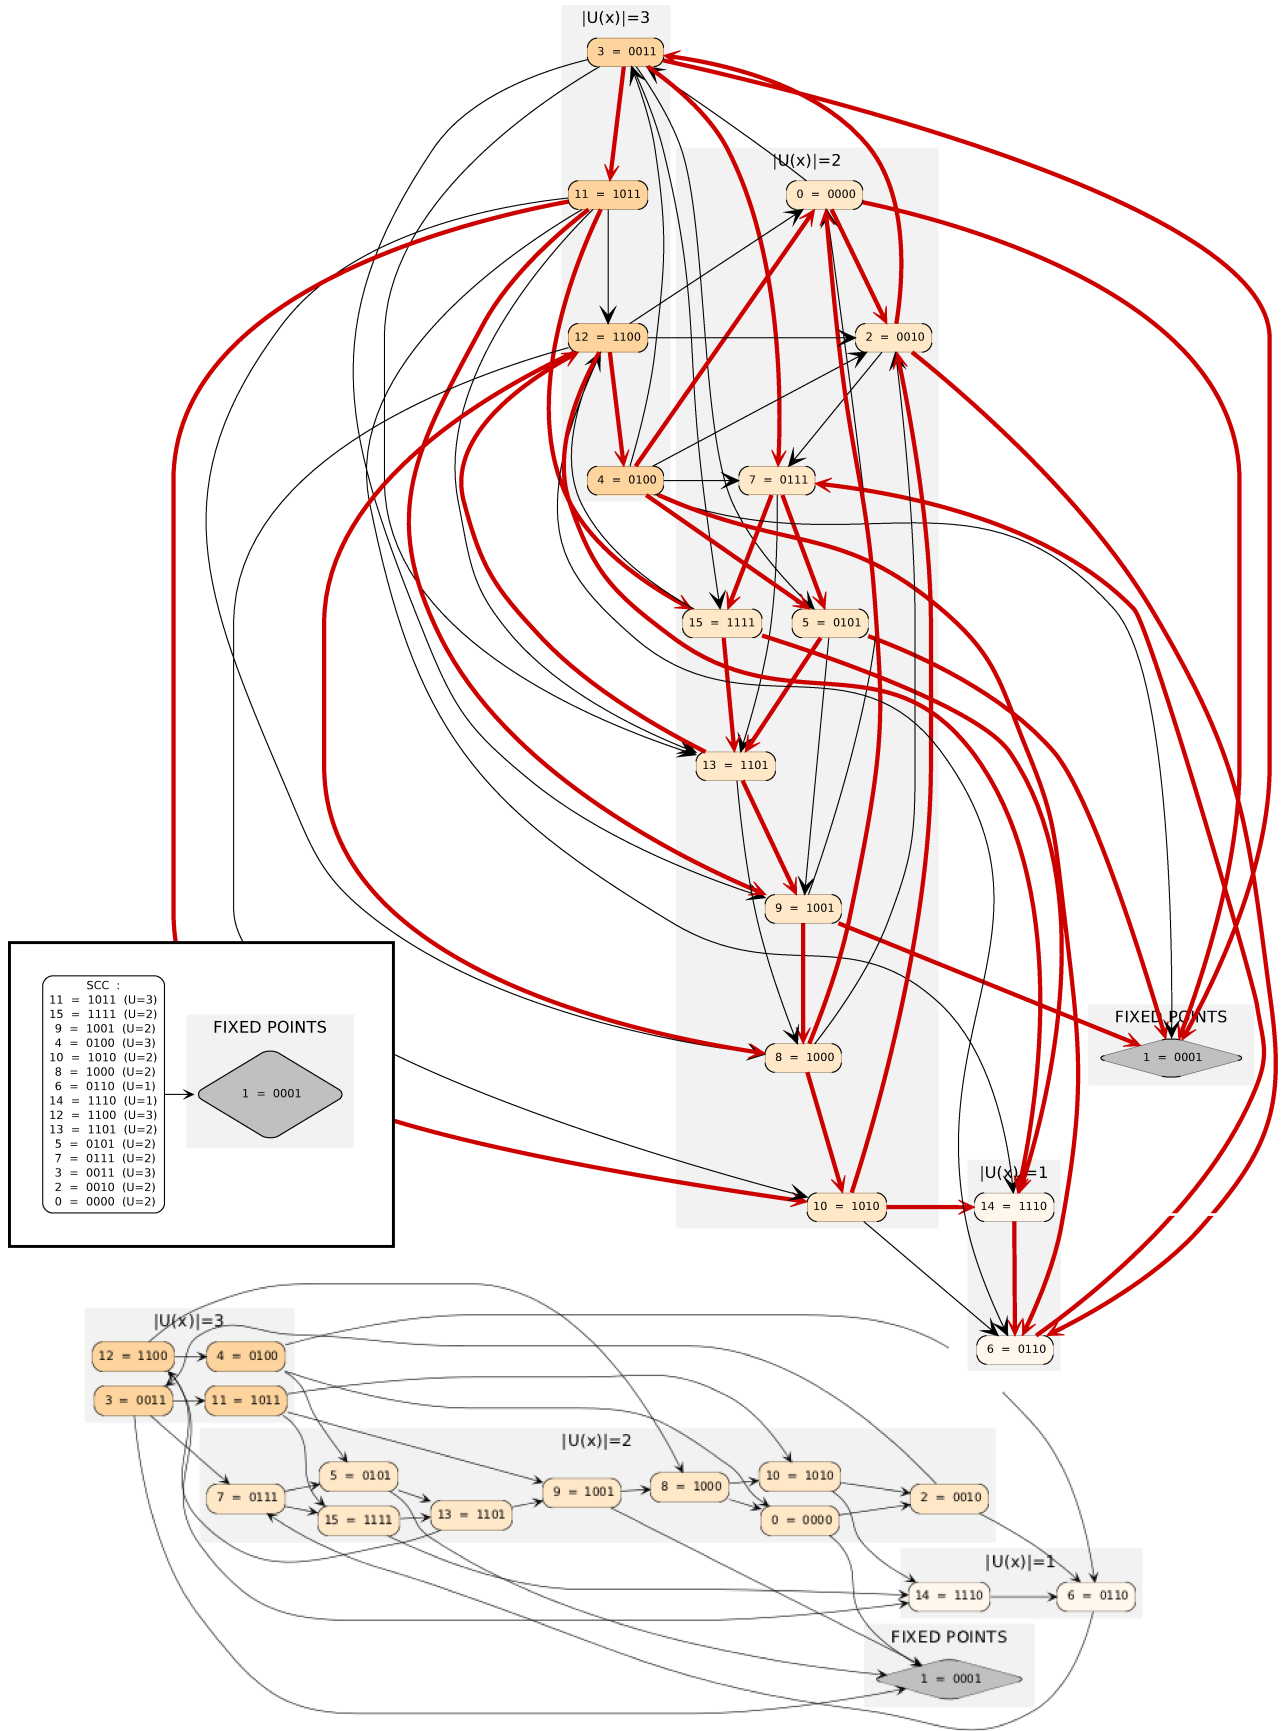 |U(x)|=3
3 = 0011
|U(x)|=2
11 = 1011
0 = 0000
12 = 1100
2 = 0010
4 = 0100
7 = 0111
15 = 1111
5 = 0101
13 = 1101
9 = 1001
8 = 1000
FIXED POINTS
1 = 0001
|U(x)|=1
10 = 1010
14 = 1110
6 = 0110
SCC :
11 = 1011 (U=3)
15 = 1111 (U=2)
9 = 1001 (U=2)
4 = 0100 (U=3)
10 = 1010 (U=2)
8 = 1000 (U=2)
6 = 0110 (U=1)
14 = 1110 (U=1)
12 = 1100 (U=3)
13 = 1101 (U=2)
5 = 0101 (U=2)
7 = 0111 (U=2)
3 = 0011 (U=3)
2 = 0010 (U=2)
0 = 0000 (U=2)
FIXED POINTS
1 = 0001
|U(x)|=3
12 = 1100
4 = 0100
3 = 0011
11 = 1011
|U(x)|=2
5 = 0101
10 = 1010
7 = 0111
9 = 1001
8 = 1000
2 = 0010
15 = 1111
13 = 1101
0 = 0000
|U(x)|=1
14 = 1110
6 = 0110
FIXED POINTS
1 = 0001